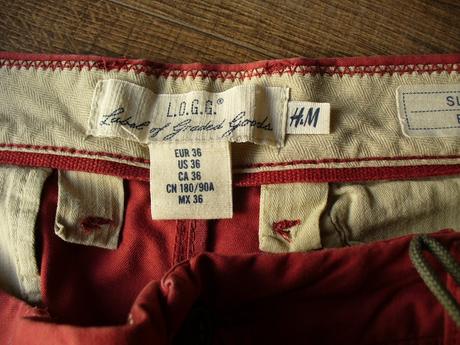 L.O.G.G.®
Label of Graded Goods
H&M
EUR 36
US 36
CA 36
CN 180/90A
MX 36